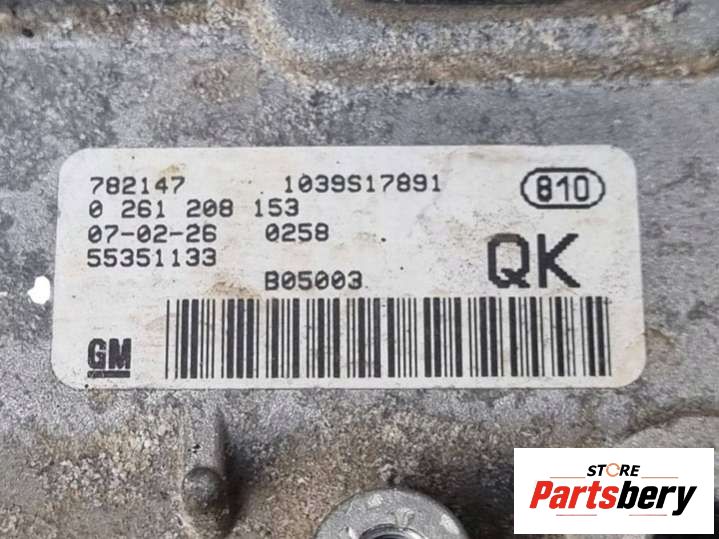 782147 1039S17891 810
0 261 208 153
07-02-26 0258
55351133 QK
B05003
GM
STORE
Partsbery